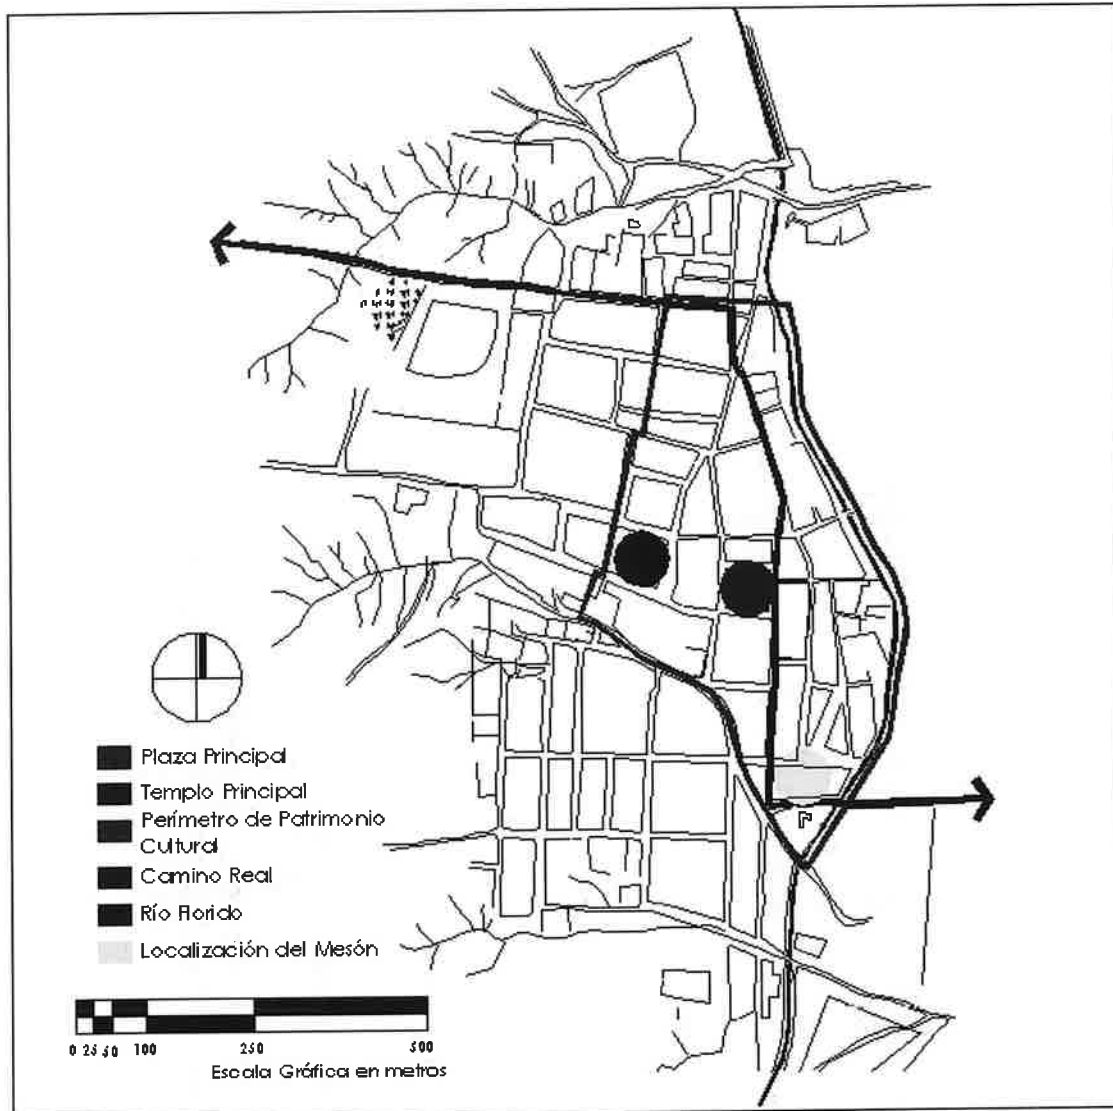 Plaza Principal
Templo Principal
Perímetro de Patrimonio
Cultural
Camino Real
Río Florido
Localización del Mesón
0 25 50 100 250 500
Escala Gráfica en metros